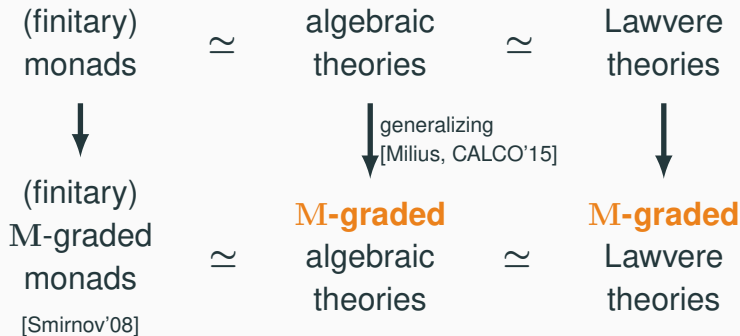 (finitary)
monads
≃
algebraic
theories
≃
Lawvere
theories
generalizing
[Milius, CALCO'15]
(finitary)
M-graded
monads
[Smirnov'08]
≃
M-graded
algebraic
theories
≃
M-graded
Lawvere
theories